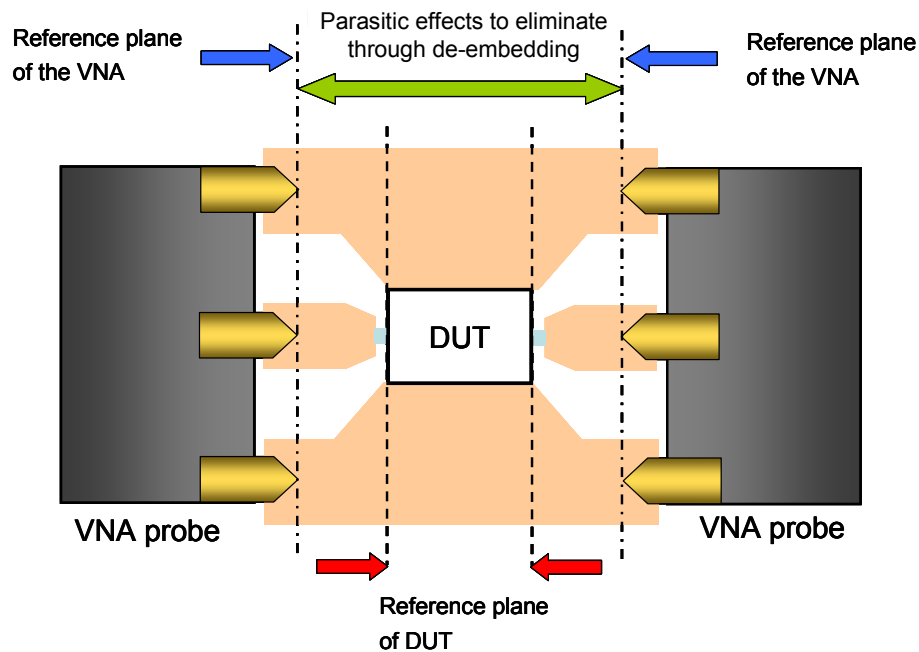 Parasitic effects to eliminate
through de-embedding
Reference plane
of the VNA
Reference plane
of the VNA
DUT
VNA probe
VNA probe
Reference plane
of DUT